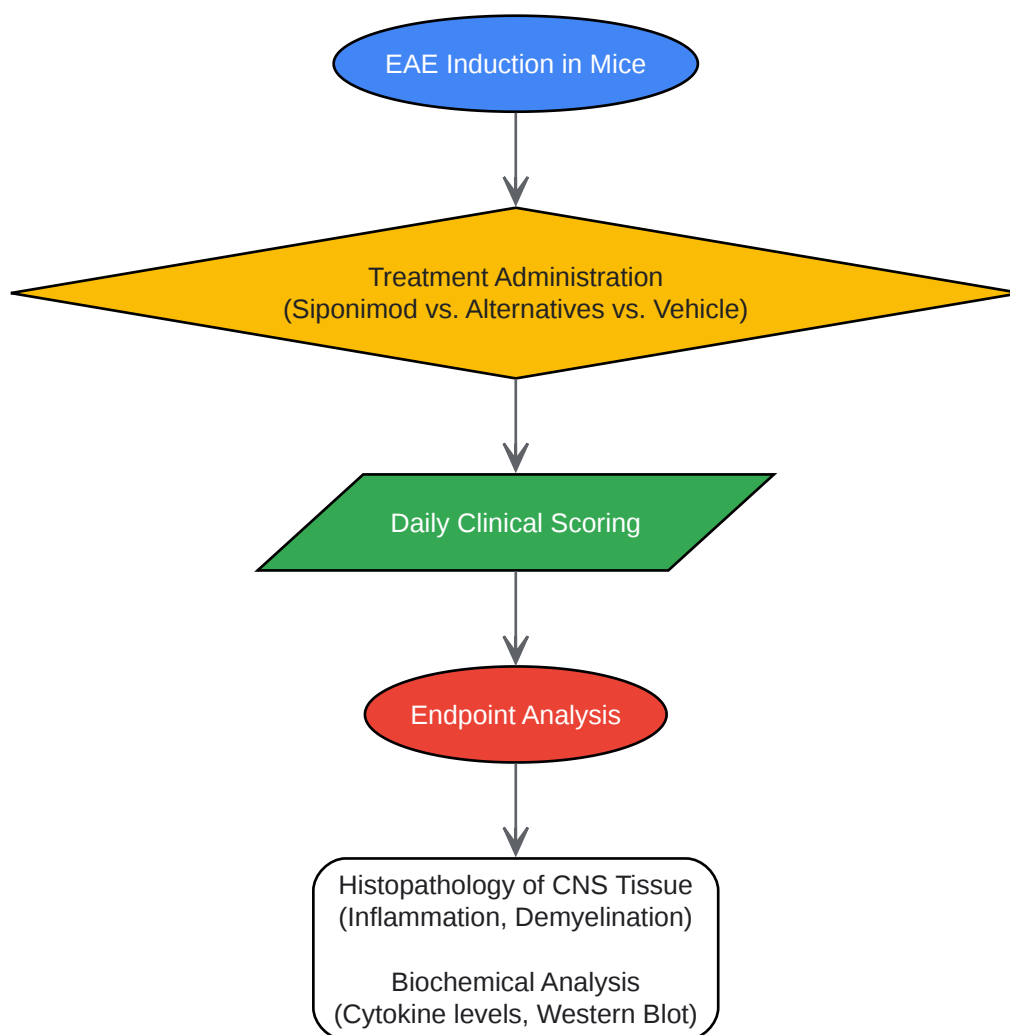 EAE Induction in Mice
Treatment Administration
(Siponimod vs. Alternatives vs. Vehicle)
Daily Clinical Scoring
Endpoint Analysis
Histopathology of CNS Tissue
(Inflammation, Demyelination)
Biochemical Analysis
(Cytokine levels, Western Blot)